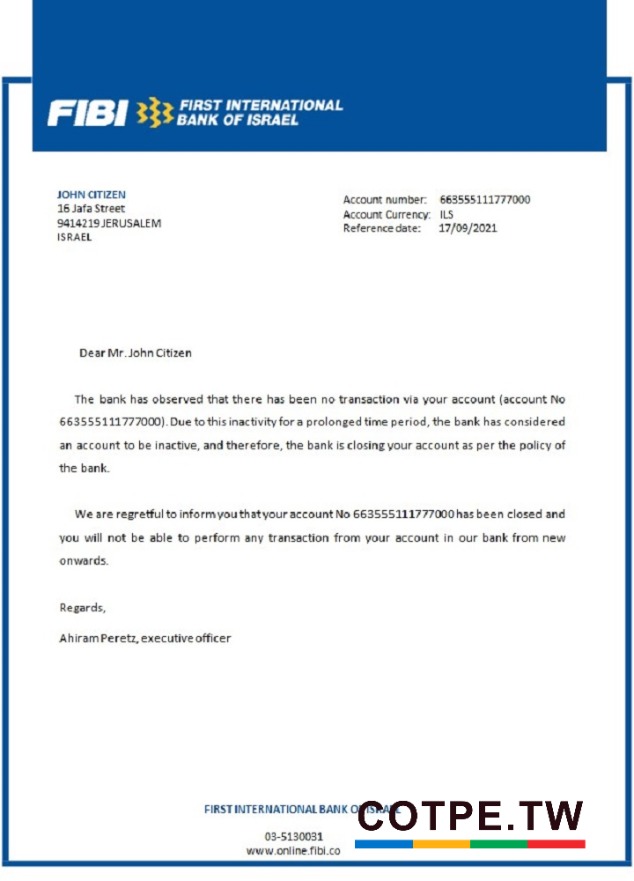 FIBI FIRST INTERNATIONAL
BANK OF ISRAEL
JOHN CITIZEN
16 Jafa Street
9414219 JERUSALEM
ISRAEL
Account number: 663555111777000
Account Currency: ILS
Reference date: 17/09/2021
Dear Mr. John Citizen
The bank has observed that there has been no transaction via your account (account No
663555111777000). Due to this inactivity for a prolonged time period, the bank has considered
an account to be inactive, and therefore, the bank is closing your account as per the policy of
the bank.
We are regretful to inform you that your account No 663555111777000 has been closed and
you will not be able to perform any transaction from your account in our bank from new
onwards.
Regards,
Ahiram Peretz, executive officer
FIRST INTERNATIONAL BANK OF ISRAEL
COTPE.TW
03-5130031
www.online.fibi.co